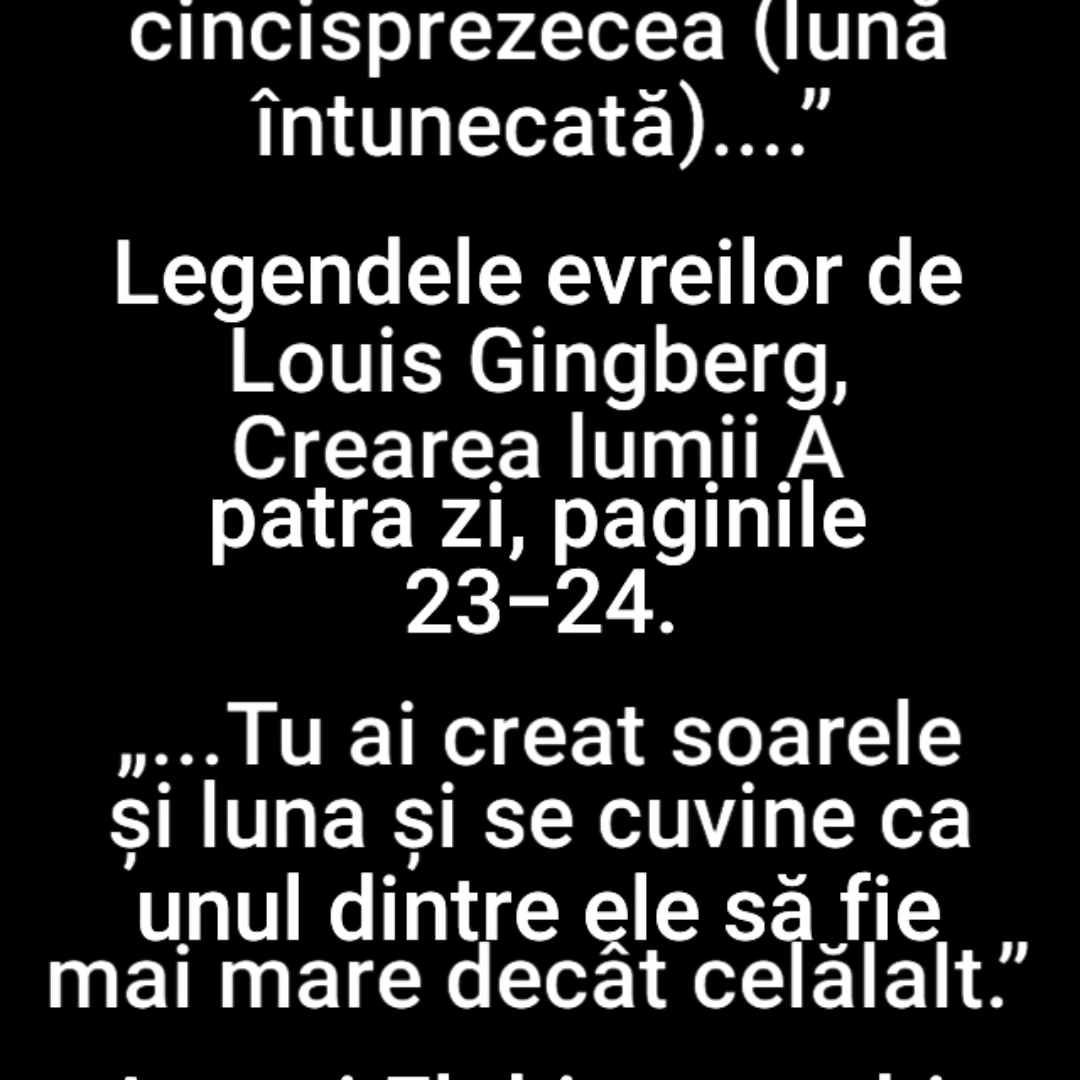 cincisprezecea (lună
întunecată)....”
Legendele evreilor de
Louis Gingberg,
Crearea lumii A
patra zi, paginile
23–24.
„...Tu ai creat soarele
și luna și se cuvine ca
unul dintre ele să fie
mai mare decât celălalt.”